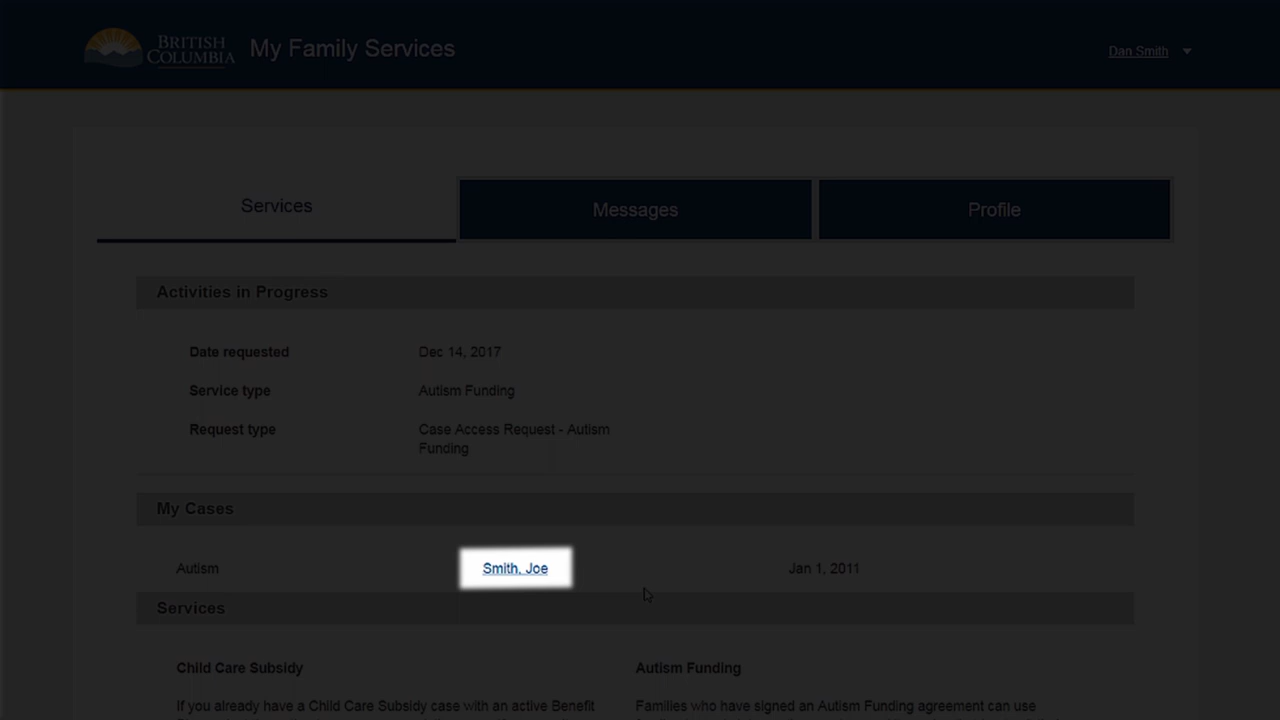 BRITISH
COLUMBIA
My Family Services
Dan Smith
Services
Messages
Profile
Activities in Progress
Date requested
Dec 14, 2017
Service type
Autism Funding
Request type
Case Access Request - Autism
Funding
My Cases
Autism
Smith, Joe
Jan 1, 2011
Services
Child Care Subsidy
Autism Funding
If you already have a Child Care Subsidy case with an active Benefit
Families who have signed an Autism Funding agreement can use